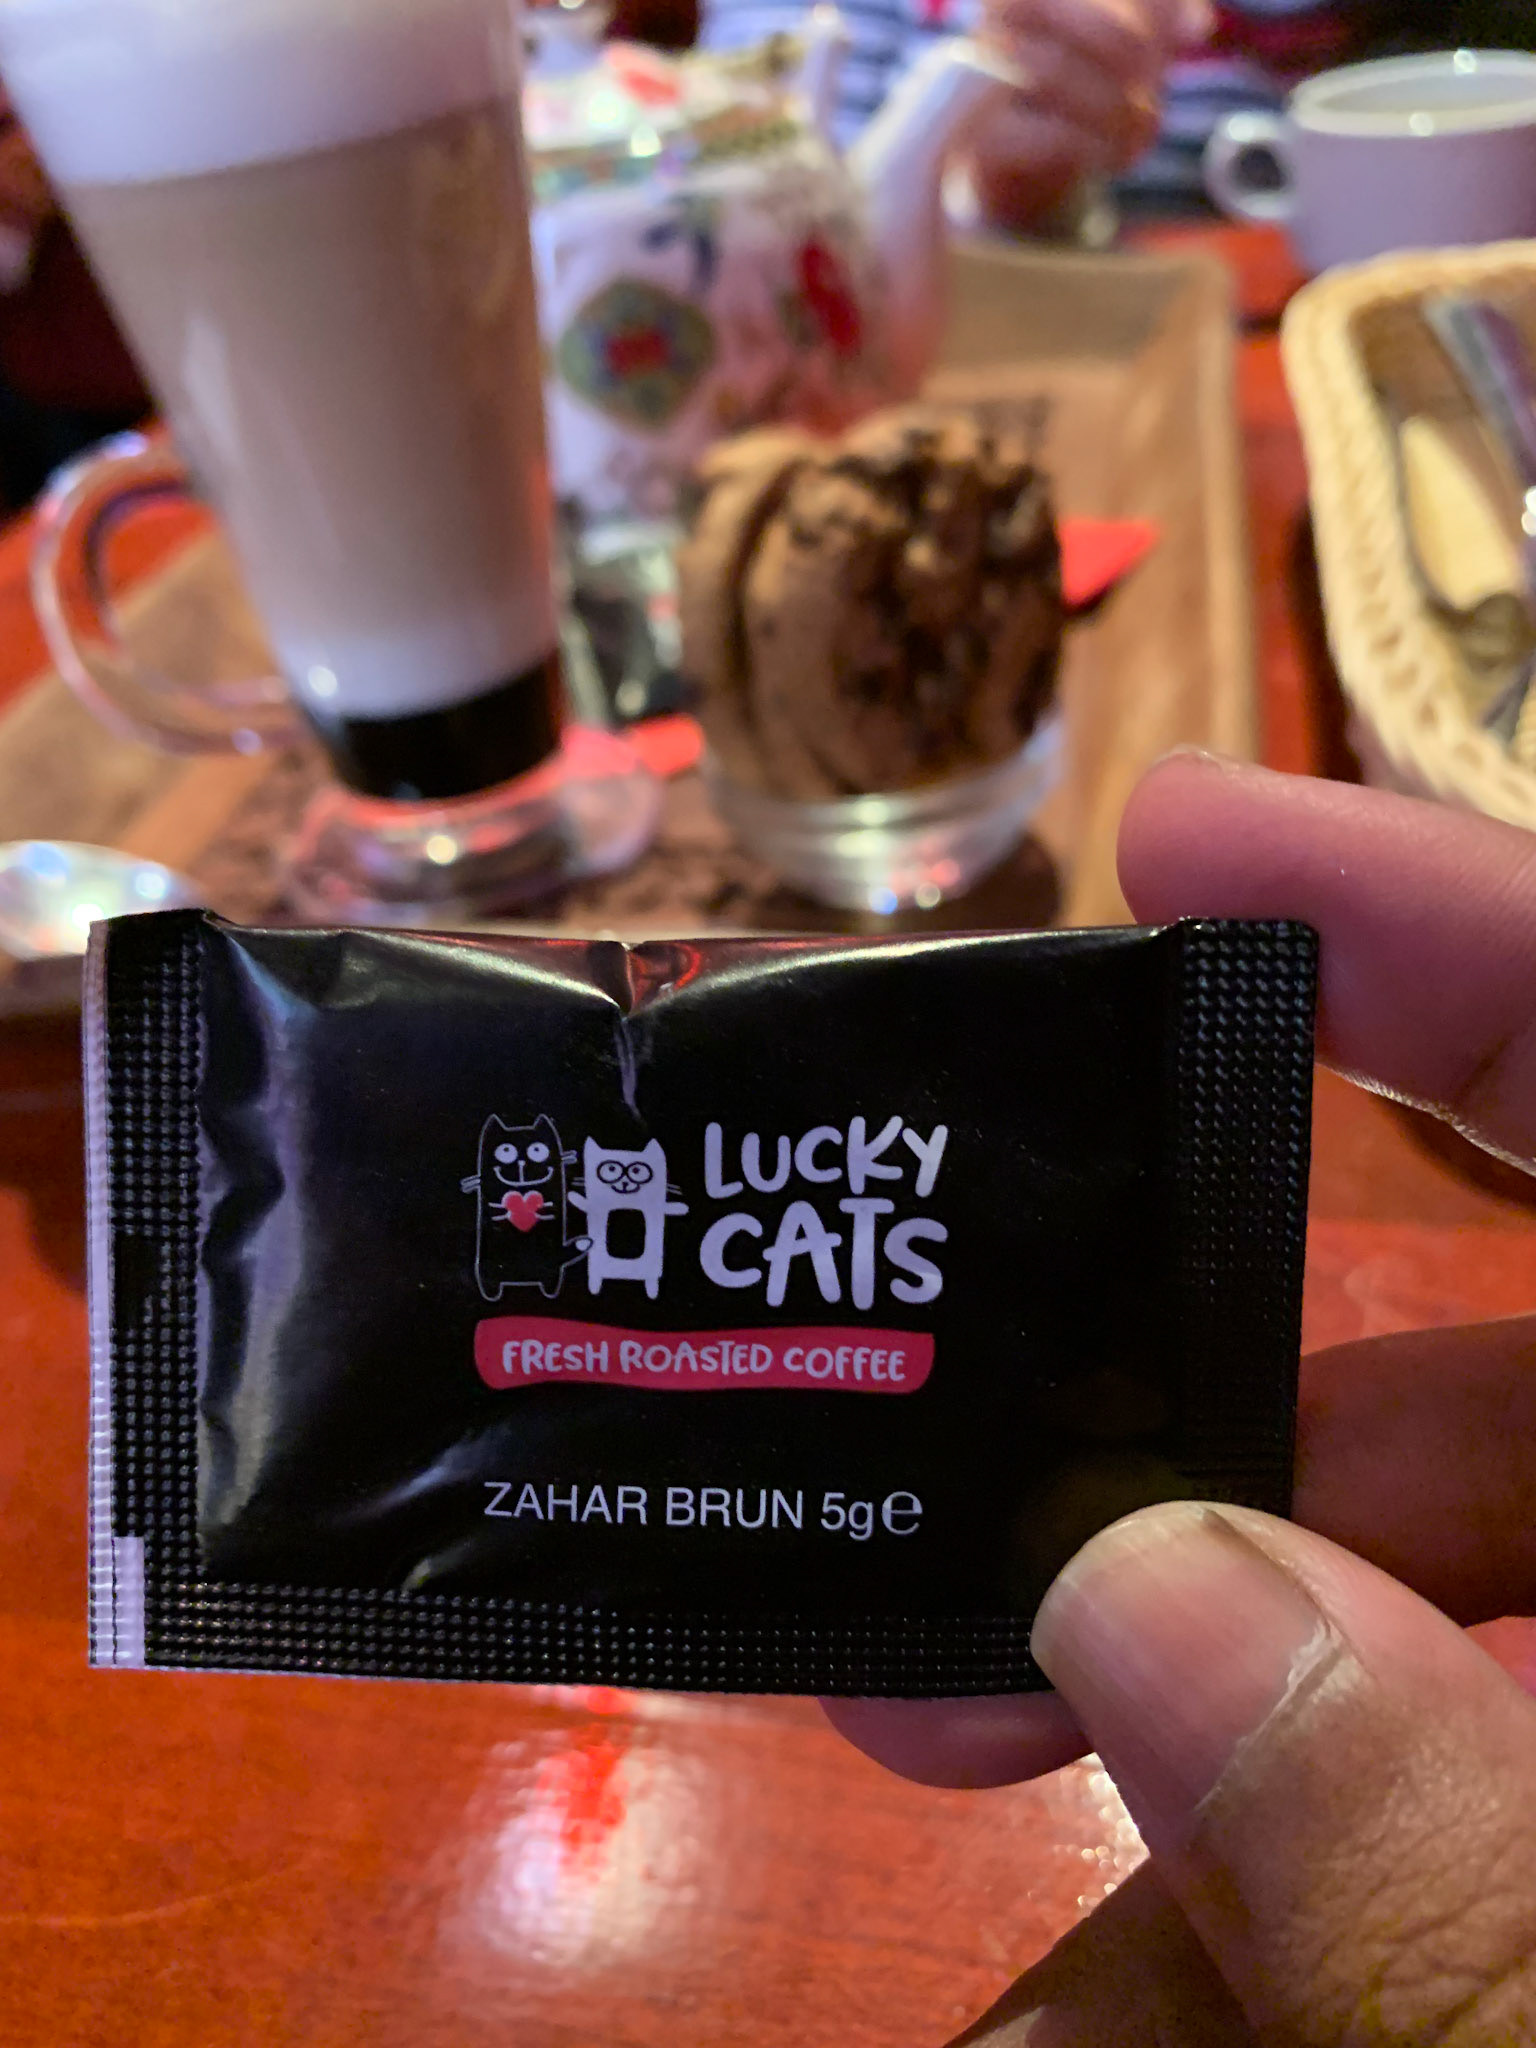 LUCKY
CATS
FRESH ROASTED COFFEE
ZAHAR BRUN 5g ℮